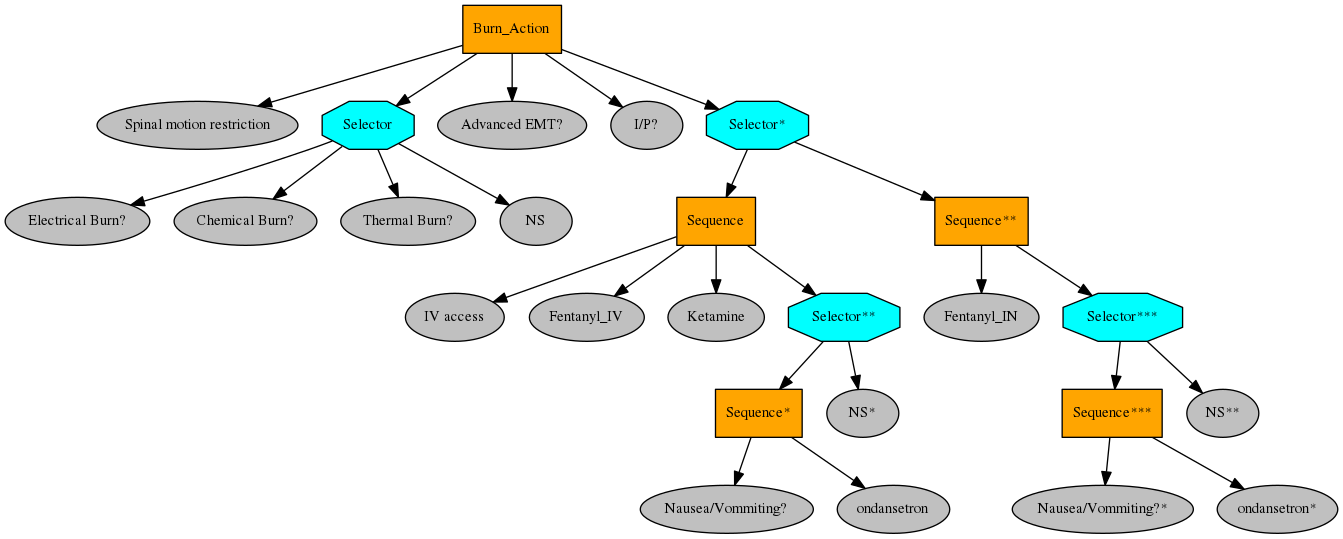 Burn_Action
Spinal motion restriction
Selector
Advanced EMT?
I/P?
Selector*
Electrical Burn?
Chemical Burn?
Thermal Burn?
NS
Sequence
Sequence**
IV access
Fentanyl_IV
Ketamine
Selector**
Fentanyl_IN
Selector***
Sequence*
NS*
Sequence***
NS**
Nausea/Vommiting?
ondansetron
Nausea/Vommiting?*
ondansetron*